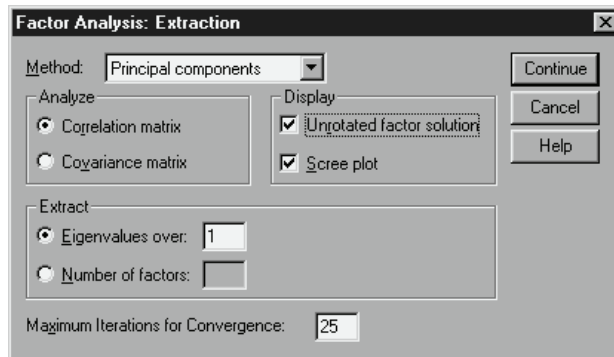 Factor Analysis: Extraction
Method: Principal components
Continue
Analyze
Display
Correlation matrix
Unrotated factor solution
Cancel
Covariance matrix
Scree plot
Help
Extract
Eigenvalues over: 1
Number of factors:
Maximum Iterations for Convergence: 25